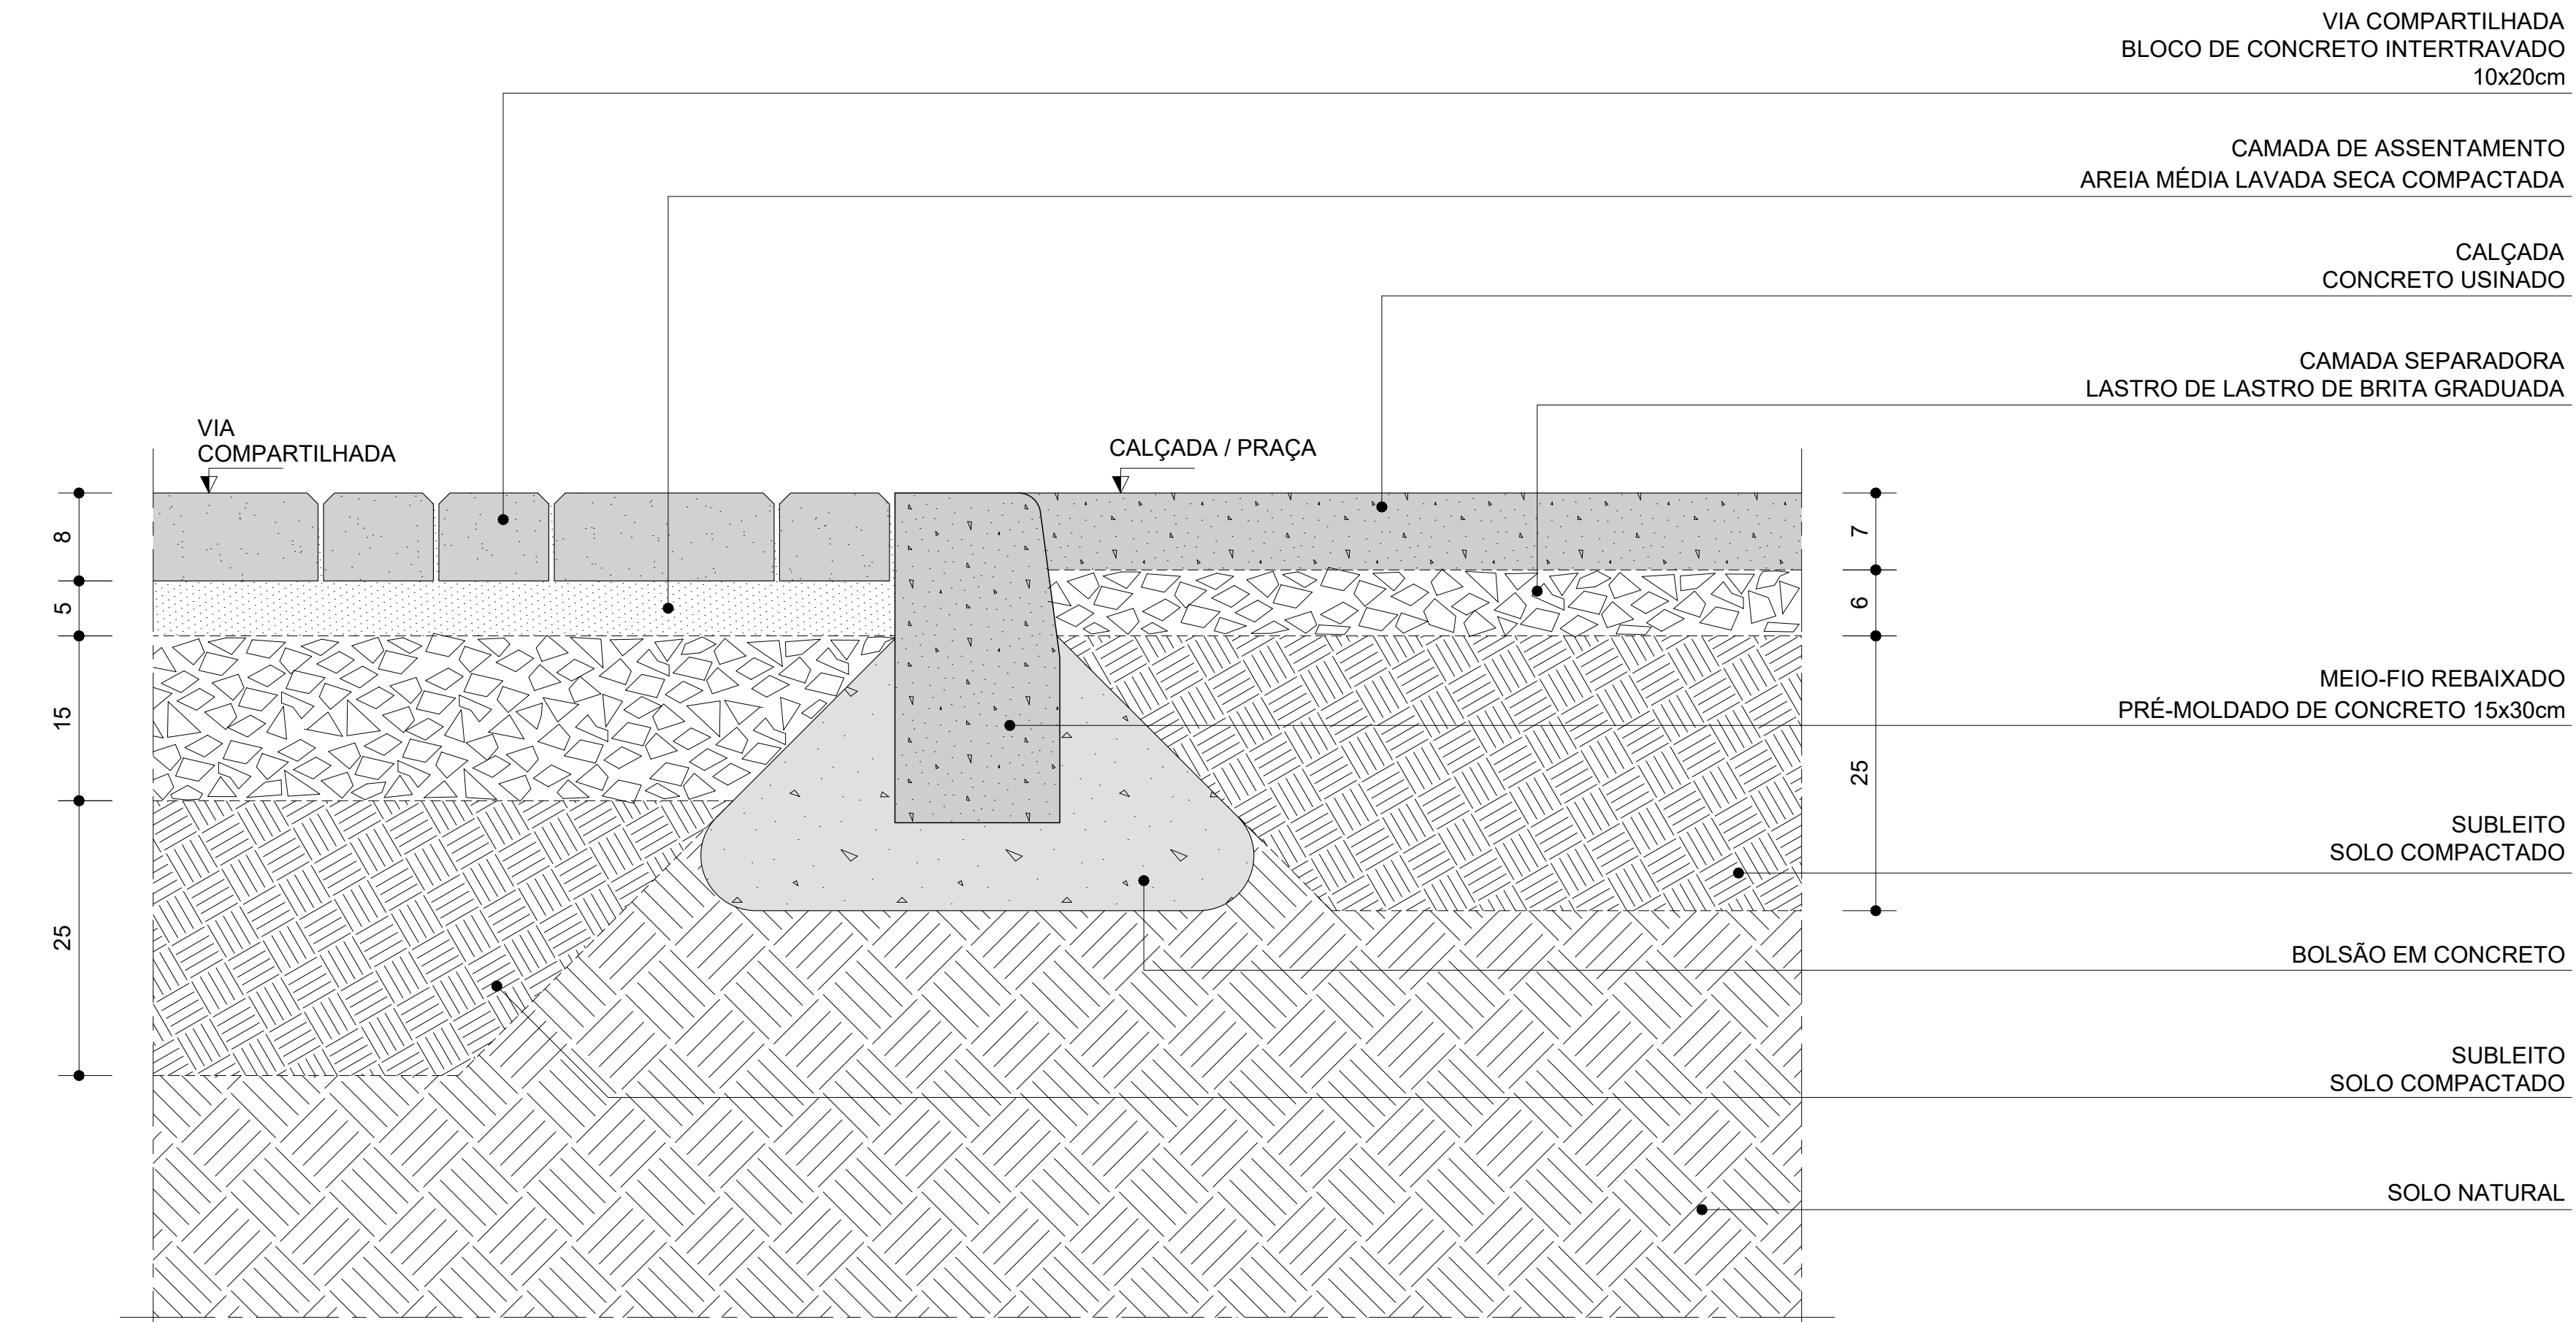 VIA COMPARTILHADA
BLOCO DE CONCRETO INTERTRAVADO
10x20cm
CAMADA DE ASSENTAMENTO
AREIA MÉDIA LAVADA SECA COMPACTADA
CALÇADA
CONCRETO USINADO
CAMADA SEPARADORA
LASTRO DE LASTRO DE BRITA GRADUADA
VIA
COMPARTILHADA
CALÇADA / PRAÇA
8
5
15
25
7
6
25
MEIO-FIO REBAIXADO
PRÉ-MOLDADO DE CONCRETO 15x30cm
SUBLEITO
SOLO COMPACTADO
BOLSÃO EM CONCRETO
SUBLEITO
SOLO COMPACTADO
SOLO NATURAL